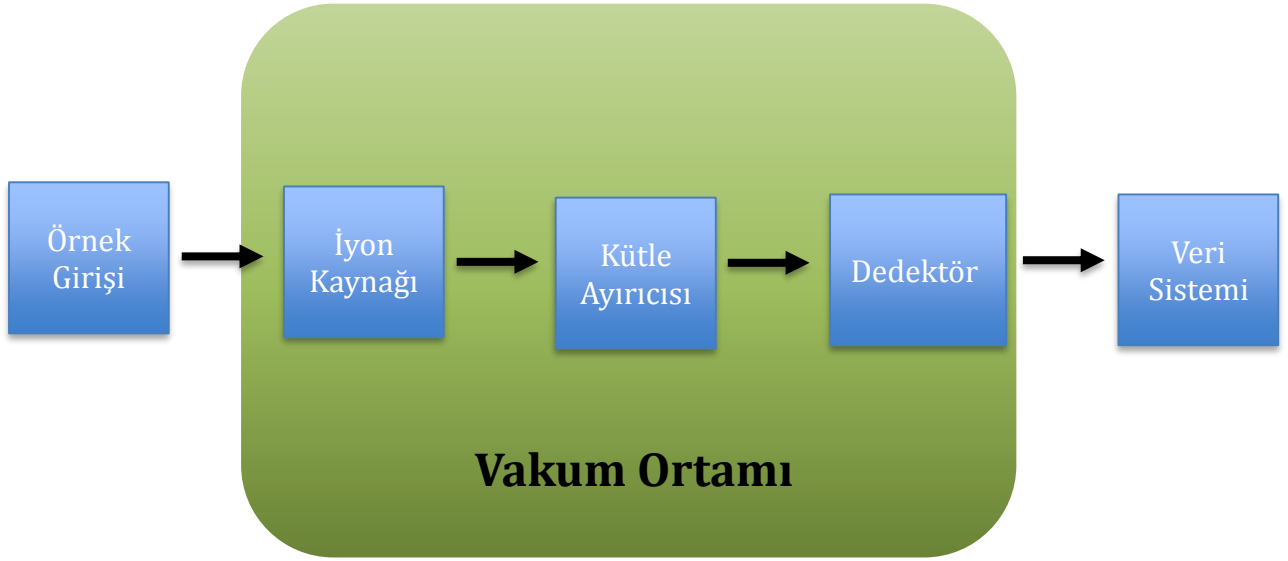 Örnek
Girişi
İyon
Kaynağı
Kütle
Ayırıcısı
Dedektör
Veri
Sistemi
Vakum Ortamı